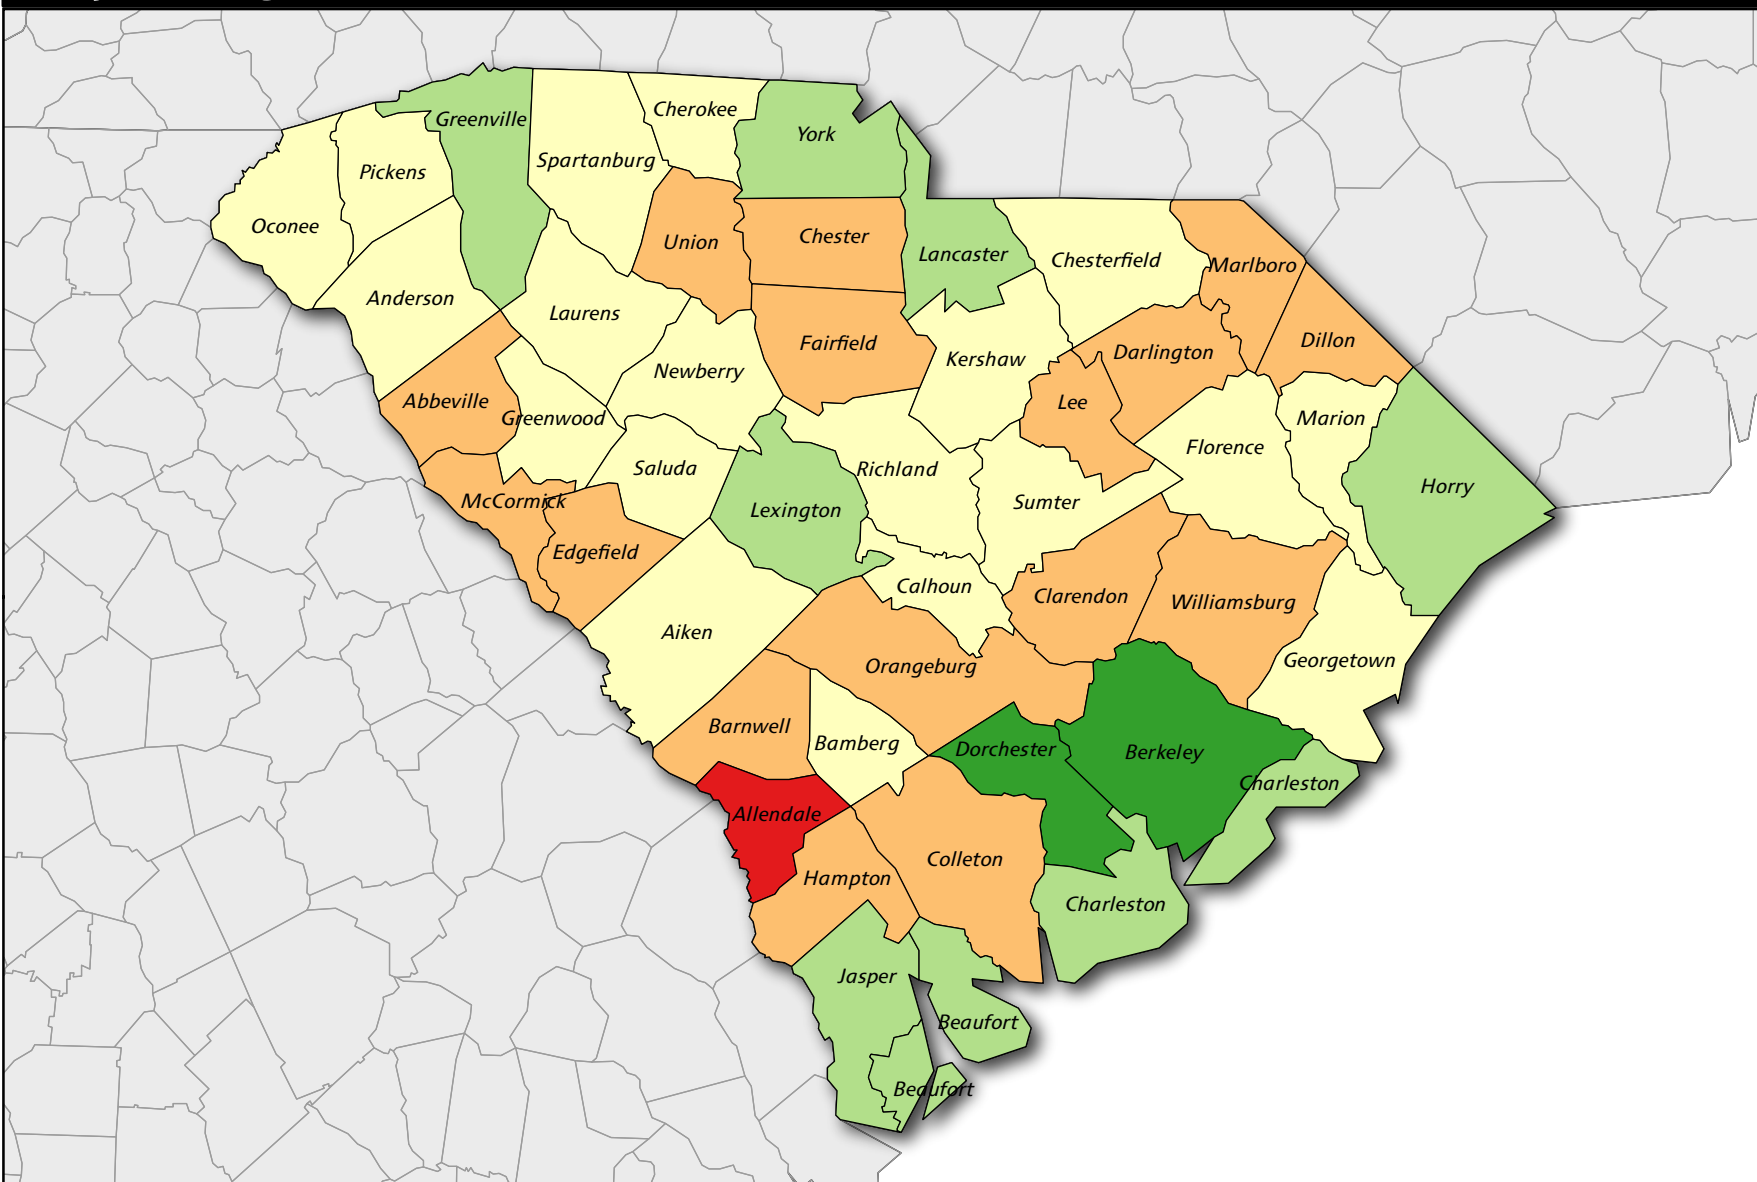 Cherokee
Greenville
York
Spartanburg
Pickens
Oconee
Union
Chester
Lancaster
Chesterfield
Marlboro
Anderson
Laurens
Fairfield
Dillon
Darlington
Kershaw
Newberry
Abbeville
Lee
Greenwood
Marion
Florence
Saluda
Richland
Horry
McCormick
Sumter
Lexington
Edgefield
Calhoun
Clarendon
Williamsburg
Aiken
Orangeburg
Georgetown
Barnwell
Bamberg
Dorchester
Berkeley
Charleston
Allendale
Colleton
Hampton
Charleston
Jasper
Beaufort
Beaufort